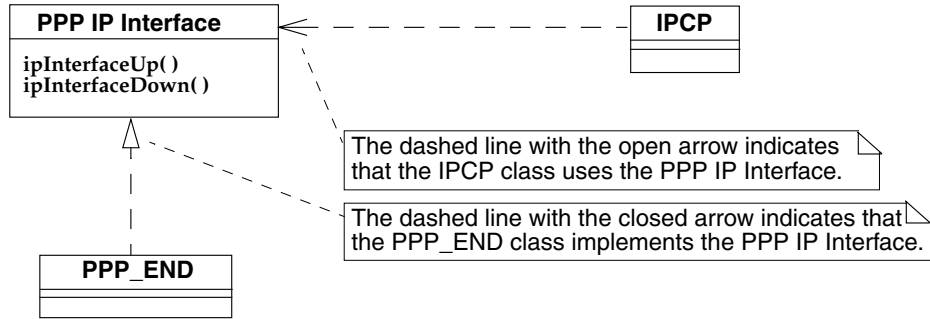 PPP IP Interface
ipInterfaceUp( )
ipInterfaceDown( )
IPCP
The dashed line with the open arrow indicates
that the IPCP class uses the PPP IP Interface.
The dashed line with the closed arrow indicates that
the PPP_END class implements the PPP IP Interface.
PPP_END